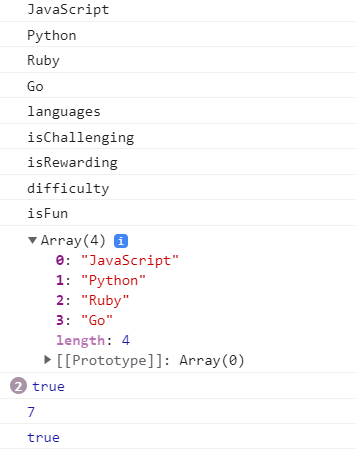 JavaScript
Python
Ruby
Go
languages
isChallenging
isRewarding
difficulty
isFun
▼Array(4) i
0: "JavaScript"
1: "Python"
2: "Ruby"
3: "Go"
length: 4
▶[[Prototype]]: Array(0)
2 true
7
true